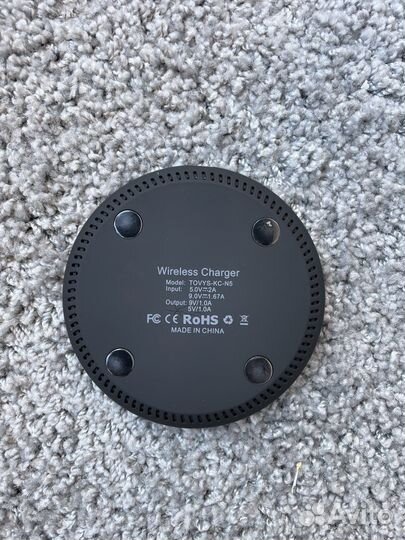 Wireless Charger
Model: TOVYS-KC-N5
Input: 5.0V⎓2A
9.0V⎓1.67A
Output: 9V/1.0A
5V/1.0A
FC CE RoHS
MADE IN CHINA
Avito